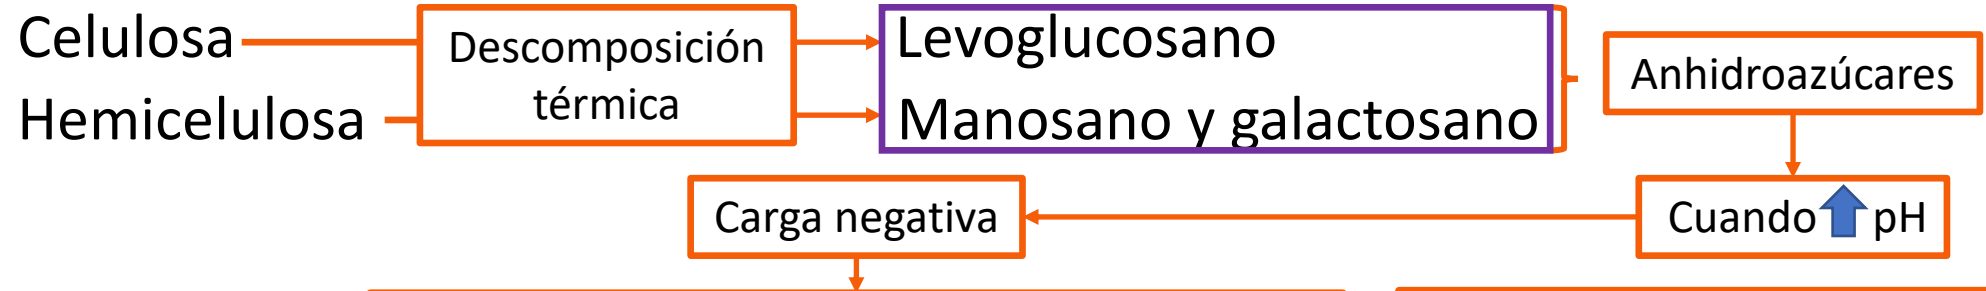 Celulosa
Hemicelulosa
Descomposición
térmica
Levoglucosano
Manosano y galactosano
Anhidroazúcares
Cuando pH
Carga negativa